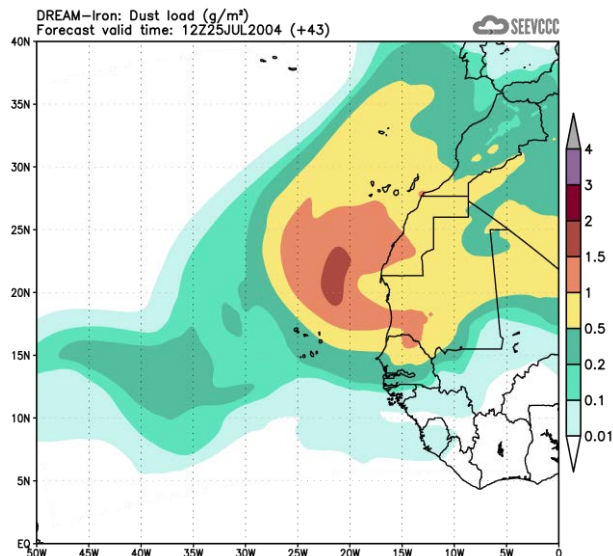 DREAM-Iron: Dust load (g/m²)
Forecast valid time: 12Z25JUL2004 (+43)
SEEVCCC
40N
35N
30N
25N
20N
15N
10N
5N
EQ
50W 45W 40W 35W 30W 25W 20W 15W 10W 5W 0
4
3
2
1.5
1
0.5
0.2
0.1
0.01